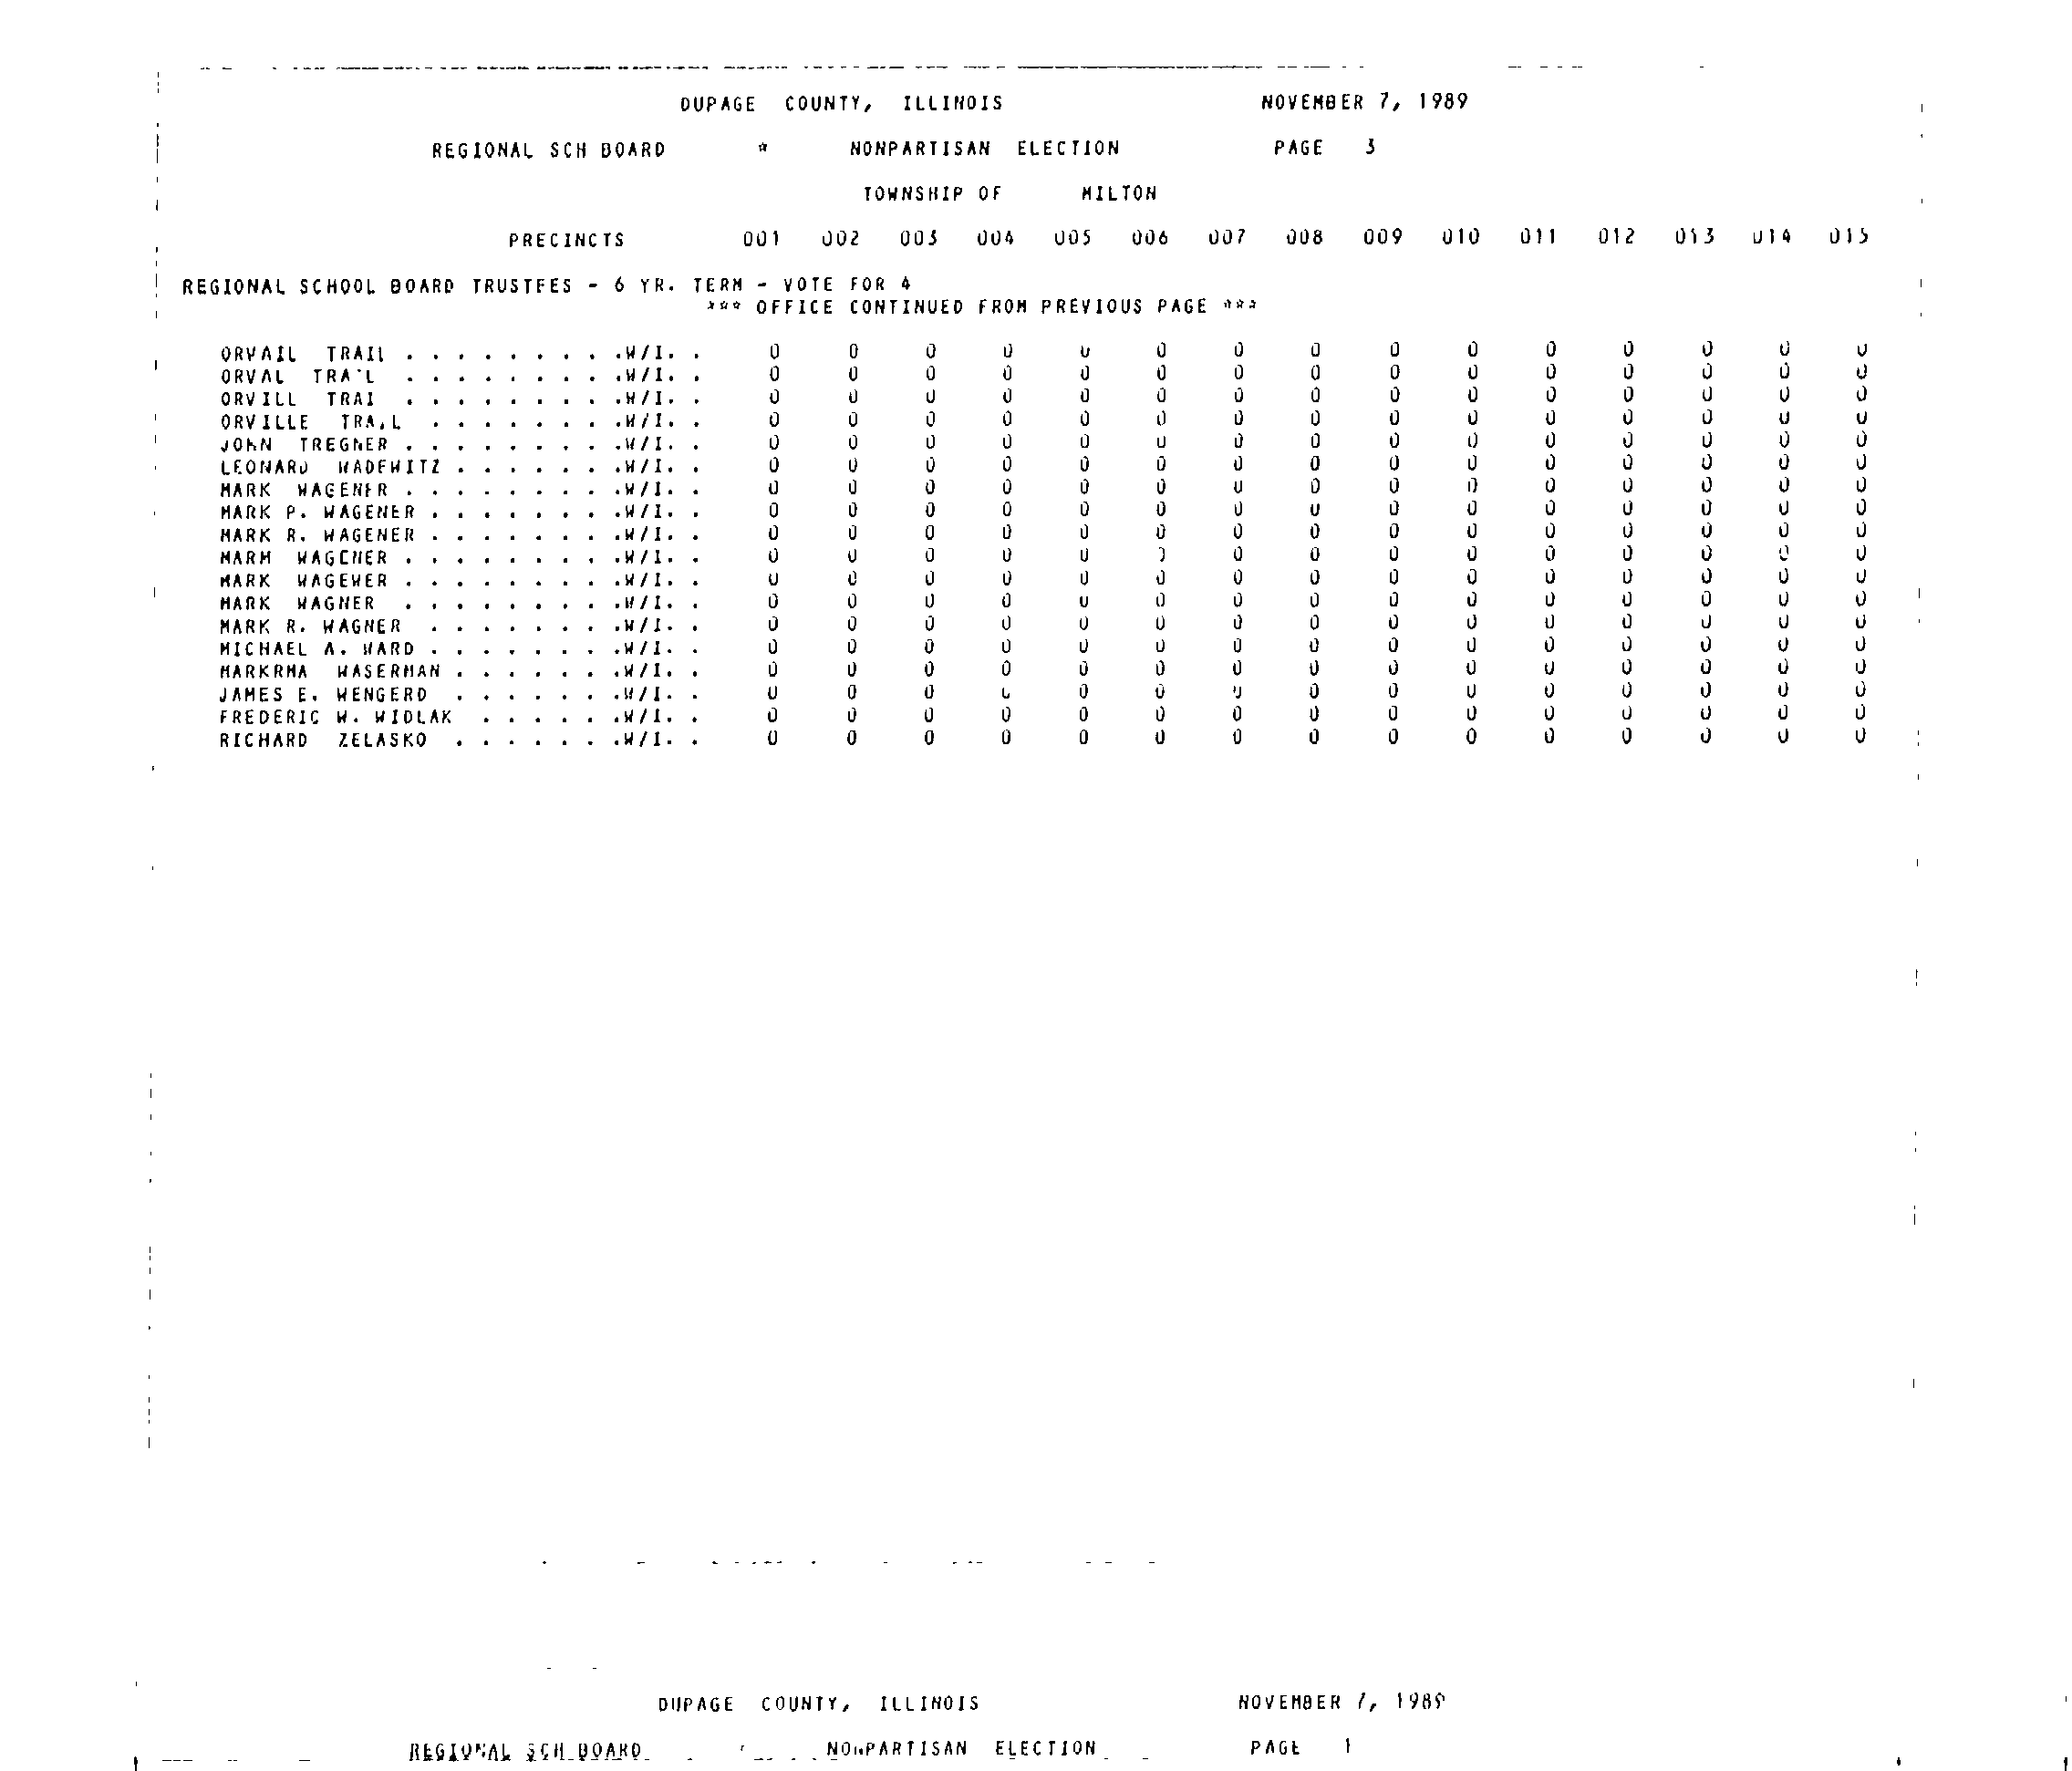 DUPAGE COUNTY, ILLINOIS NOVEMBER 7, 1989
REGIONAL SCH BOARD * NONPARTISAN ELECTION PAGE 3
TOWNSHIP OF MILTON
PRECINCTS 001 002 003 004 005 006 007 008 009 010 011 012 013 014 015
REGIONAL SCHOOL BOARD TRUSTEES - 6 YR. TERM - VOTE FOR 4
*** OFFICE CONTINUED FROM PREVIOUS PAGE ***
ORVAIL TRAIL . . . . . . . . .W/I. . 0 0 0 0 0 0 0 0 0 0 0 0 0 0 0
ORVAL TRAIL . . . . . . . . .W/I. . 0 0 0 0 0 0 0 0 0 0 0 0 0 0 0
ORVILL TRAI . . . . . . . . .W/I. . 0 0 0 0 0 0 0 0 0 0 0 0 0 0 0
ORVILLE TRAIL . . . . . . . .W/I. . 0 0 0 0 0 0 0 0 0 0 0 0 0 0 0
JOHN TREGNER . . . . . . . . .W/I. . 0 0 0 0 0 0 0 0 0 0 0 0 0 0 0
LEONARD WADEWITZ . . . . . . .W/I. . 0 0 0 0 0 0 0 0 0 0 0 0 0 0 0
MARK WAGENER . . . . . . . . .W/I. . 0 0 0 0 0 0 0 0 0 0 0 0 0 0 0
MARK P. WAGENER . . . . . . . .W/I. . 0 0 0 0 0 0 0 0 0 0 0 0 0 0 0
MARK R. WAGENER . . . . . . . .W/I. . 0 0 0 0 0 0 0 0 0 0 0 0 0 0 0
MARM WAGENER . . . . . . . . .W/I. . 0 0 0 0 0 0 0 0 0 0 0 0 0 0 0
MARK WAGEWER . . . . . . . . .W/I. . 0 0 0 0 0 0 0 0 0 0 0 0 0 0 0
MARK WAGNER . . . . . . . . .W/I. . 0 0 0 0 0 0 0 0 0 0 0 0 0 0 0
MARK R. WAGNER . . . . . . . .W/I. . 0 0 0 0 0 0 0 0 0 0 0 0 0 0 0
MICHAEL A. WARD . . . . . . . .W/I. . 0 0 0 0 0 0 0 0 0 0 0 0 0 0 0
MARKRMA WASERMAN . . . . . . .W/I. . 0 0 0 0 0 0 0 0 0 0 0 0 0 0 0
JAMES E. WENGERD . . . . . . .W/I. . 0 0 0 0 0 0 0 0 0 0 0 0 0 0 0
FREDERIC W. WIDLAK . . . . . .W/I. . 0 0 0 0 0 0 0 0 0 0 0 0 0 0 0
RICHARD ZELASKO . . . . . . .W/I. . 0 0 0 0 0 0 0 0 0 0 0 0 0 0 0
DUPAGE COUNTY, ILLINOIS NOVEMBER 7, 1989
REGIONAL SCH BOARD NONPARTISAN ELECTION PAGE 1